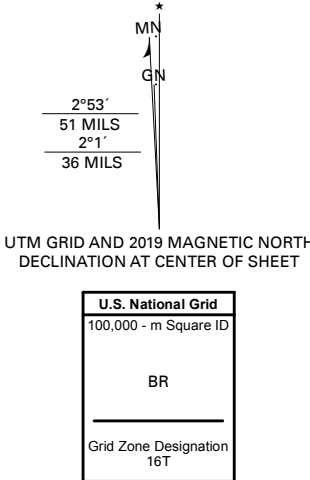 ★
MN
GN
2°53´
51 MILS
2°1´
36 MILS
UTM GRID AND 2019 MAGNETIC NORTH
DECLINATION AT CENTER OF SHEET
U.S. National Grid
100,000 - m Square ID
BR
Grid Zone Designation
16T